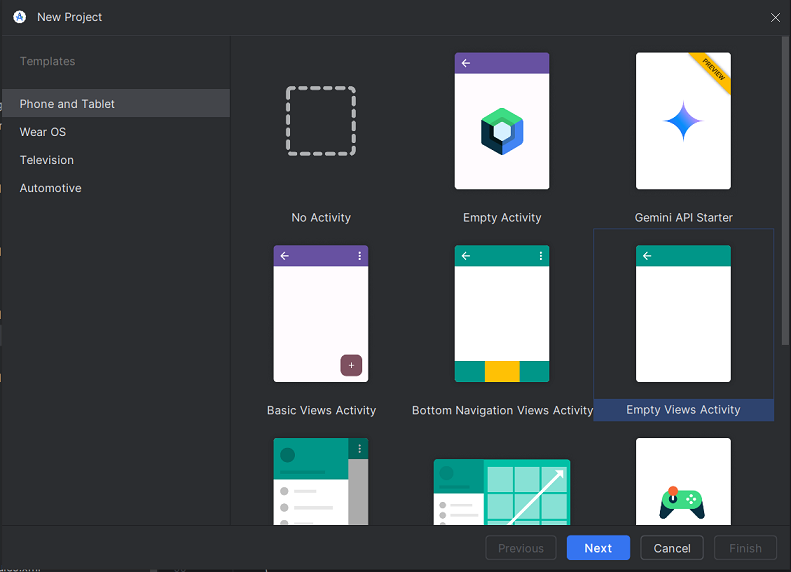 New Project
Templates
Phone and Tablet
Wear OS
Television
Automotive
PREVIEW
No Activity
Empty Activity
Gemini API Starter
Basic Views Activity
Bottom Navigation Views Activity
Empty Views Activity
Previous
Next
Cancel
Finish